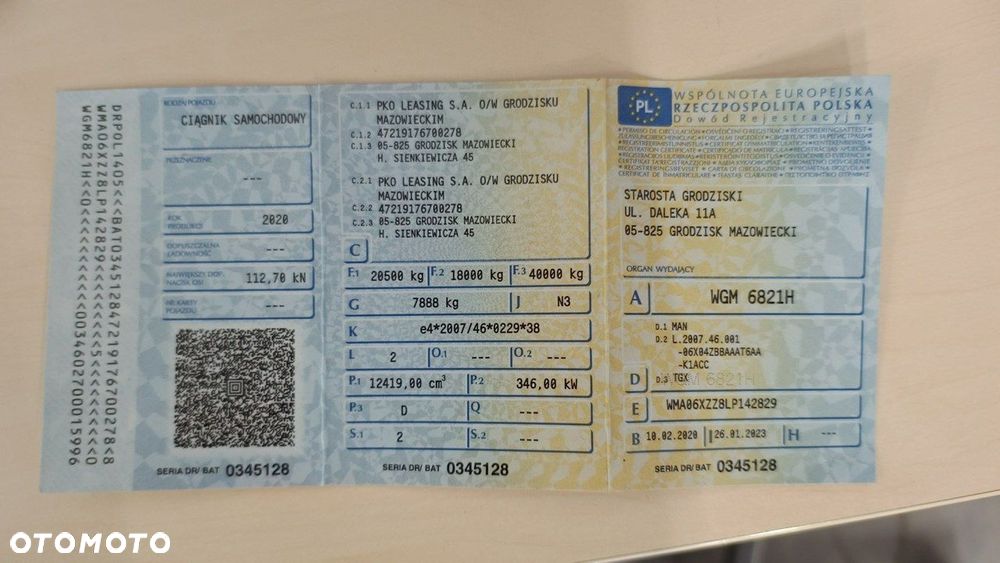 DRPOL1405<<BAT03451284721917670027​8<8
WMA06XZZ8LP142829<<<<<<<<<5<<<<<<<0
WGM6821H<0<<<<<<<<<<<<0034602700015996
RODZAJ POJAZDU
CIĄGNIK SAMOCHODOWY
PRZEZNACZENIE
---
ROK PRODUKCJI
2020
DOPUSZCZALNA ŁADOWNOŚĆ
---
NAJWIĘKSZY DOP. NACISK OSI
112,70 kN
NR KARTY POJAZDU
---
SERIA DR/ BAT 0345128
C.1.1 PKO LEASING S.A. O/W GRODZISKU
MAZOWIECKIM
C.1.2 47219176700278
C.1.3 05-825 GRODZISK MAZOWIECKI
H. SIENKIEWICZA 45
C.2.1 PKO LEASING S.A. O/W GRODZISKU
MAZOWIECKIM
C.2.2 47219176700278
C.2.3 05-825 GRODZISK MAZOWIECKI
H. SIENKIEWICZA 45
C
F.1 20500 kg F.2 18000 kg F.3 40000 kg
G 7888 kg J N3
K e4*2007/46*0229*38
L 2 O.1 --- O.2 ---
P.1 12419,00 cm³ P.2 346,00 kW
P.3 D Q ---
S.1 2 S.2 ---
SERIA DR/ BAT 0345128
PL
WSPÓLNOTA EUROPEJSKA
RZECZPOSPOLITA POLSKA
Dowód Rejestracyjny
STAROSTA GRODZISKI
UL. DALEKA 11A
05-825 GRODZISK MAZOWIECKI
ORGAN WYDAJĄCY
A WGM 6821H
D.1 MAN
D.2 L.2007.46.001
-06X04ZBBAAAT6AA
-K1ACC
D D.3 TGX
WGM 6821H
E WMA06XZZ8LP142829
B 10.02.2020 I 26.01.2023 H ---
SERIA DR/ BAT 0345128
OTOMOTO